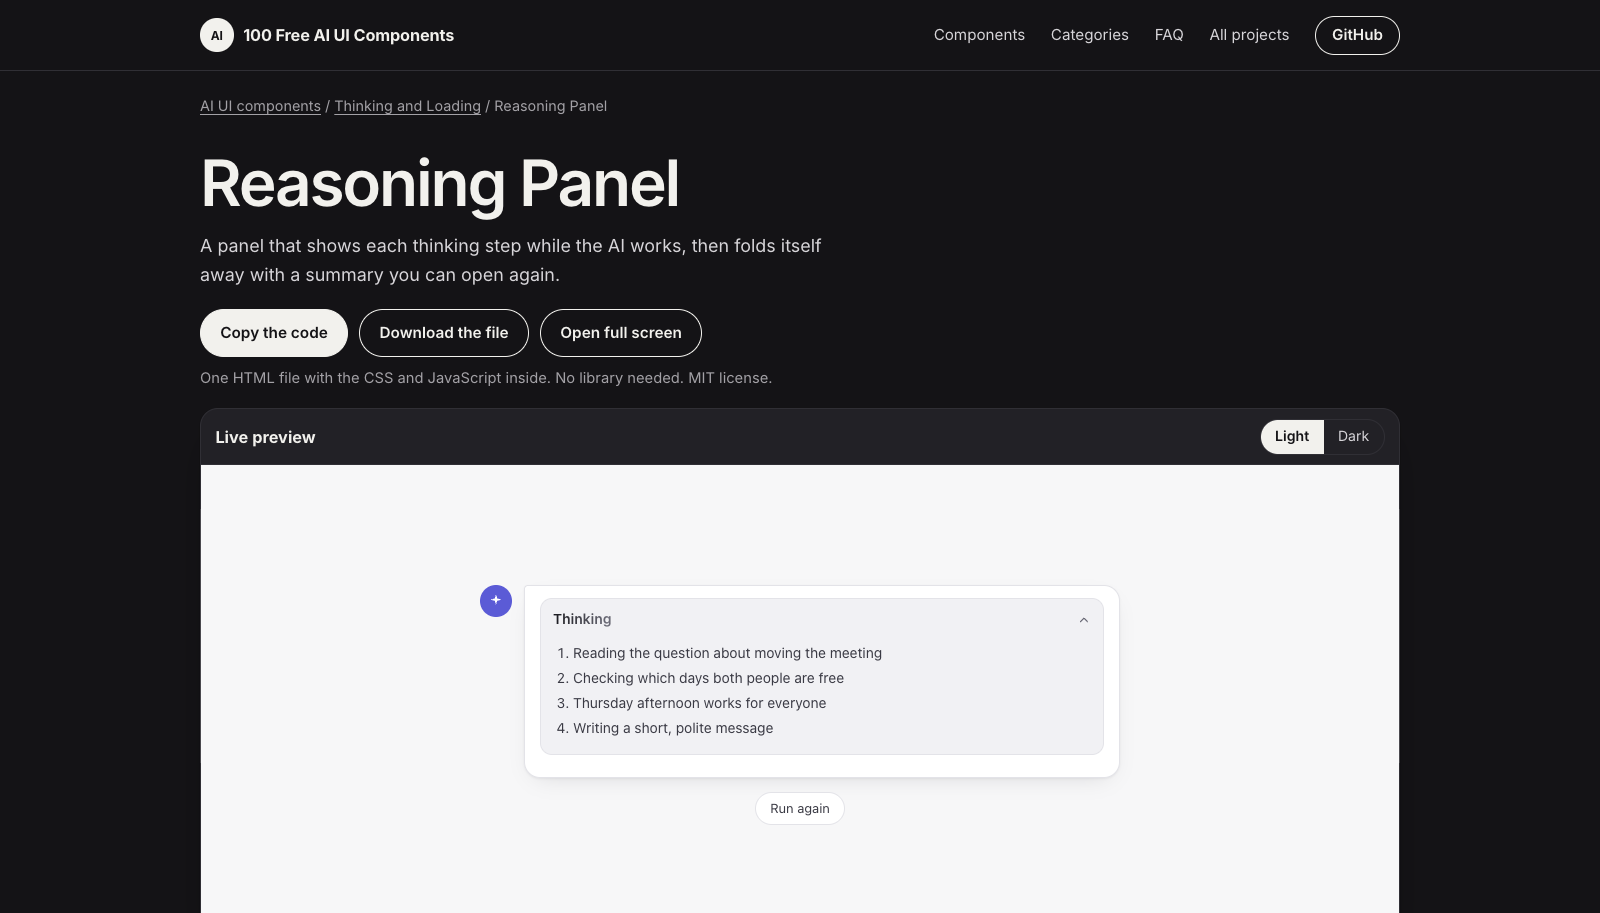 AI 100 Free AI UI Components
Components Categories FAQ All projects GitHub
AI UI components / Thinking and Loading / Reasoning Panel
Reasoning Panel
A panel that shows each thinking step while the AI works, then folds itself
away with a summary you can open again.
Copy the code Download the file Open full screen
One HTML file with the CSS and JavaScript inside. No library needed. MIT license.
Live preview Light Dark
Thinking
1. Reading the question about moving the meeting
2. Checking which days both people are free
3. Thursday afternoon works for everyone
4. Writing a short, polite message
Run again